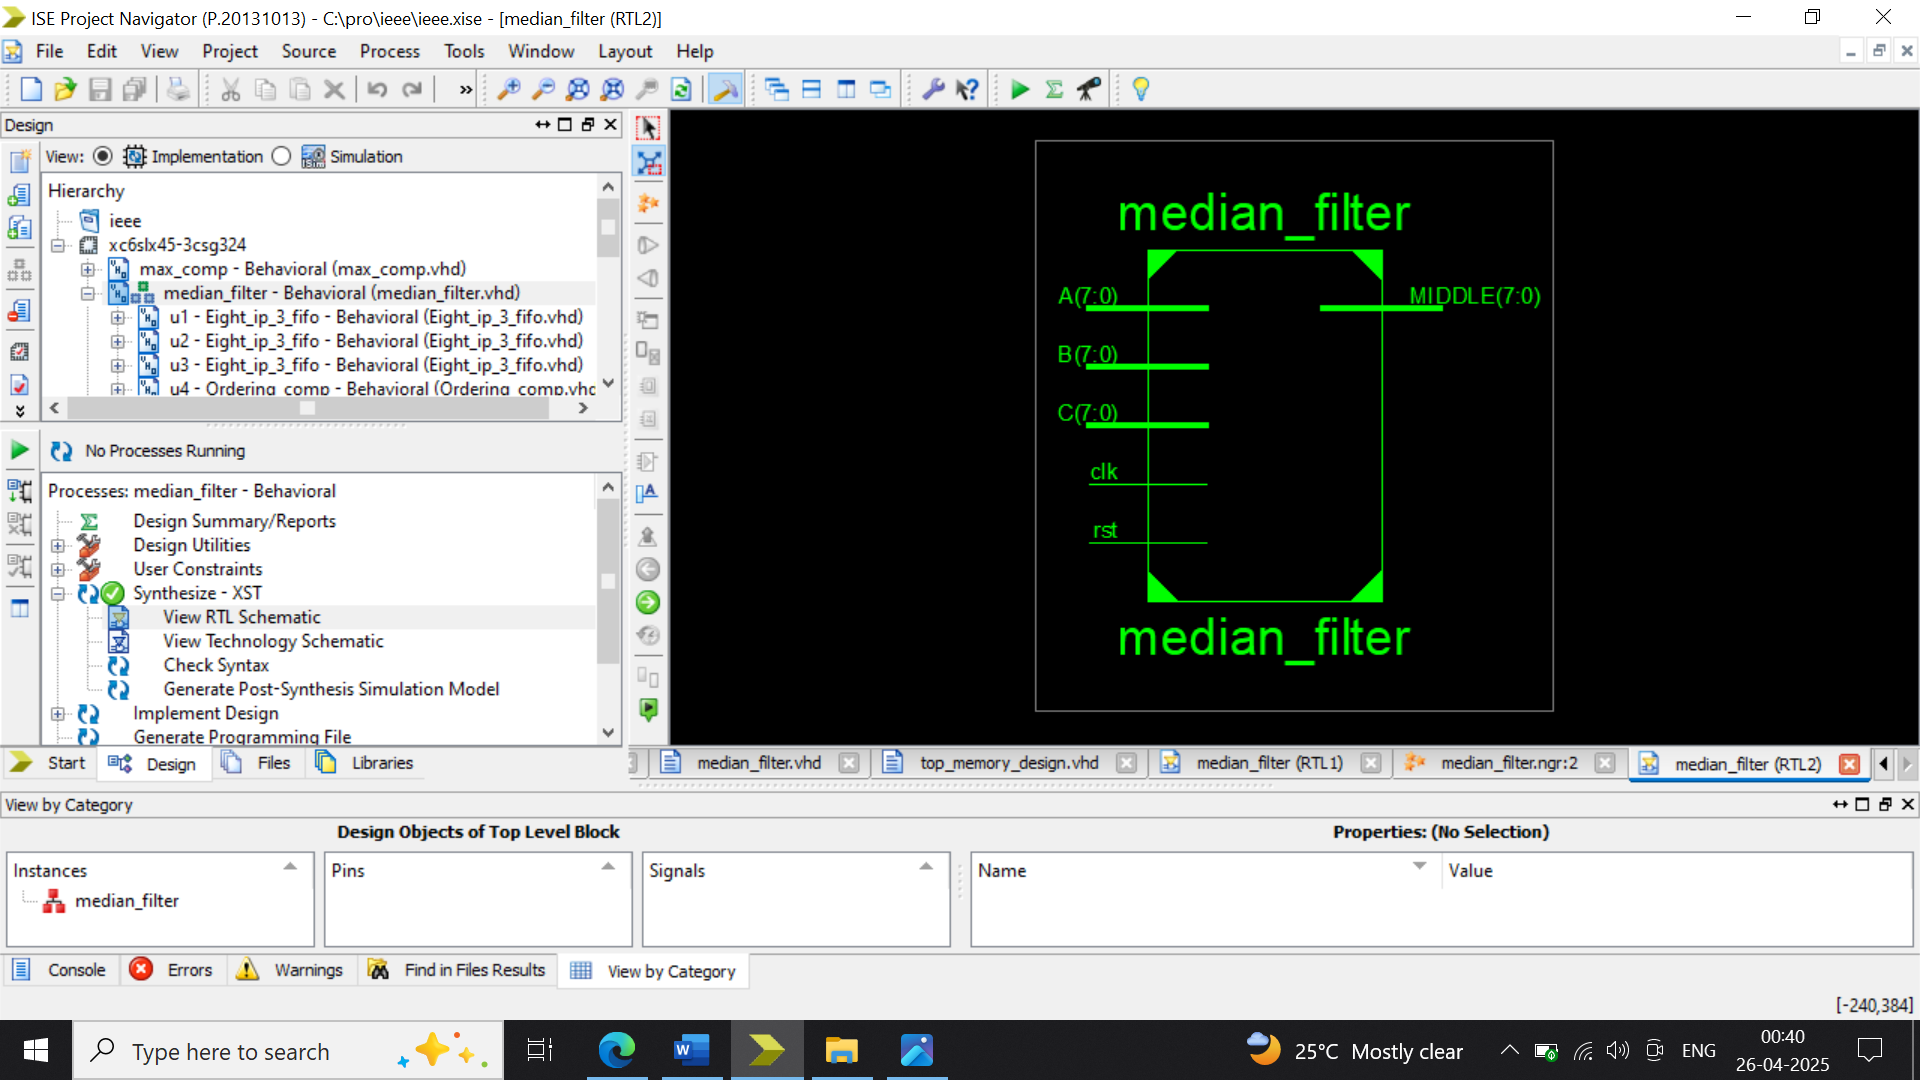 ISE Project Navigator (P.20131013) - C:\pro\ieee\ieee.xise - [median_filter (RTL2)]
File Edit View Project Source Process Tools Window Layout Help
Design
View: Implementation Simulation
Hierarchy
ieee
xc6slx45-3csg324
max_comp - Behavioral (max_comp.vhd)
median_filter - Behavioral (median_filter.vhd)
u1 - Eight_ip_3_fifo - Behavioral (Eight_ip_3_fifo.vhd)
u2 - Eight_ip_3_fifo - Behavioral (Eight_ip_3_fifo.vhd)
u3 - Eight_ip_3_fifo - Behavioral (Eight_ip_3_fifo.vhd)
u4 - Ordering_comp - Behavioral (Ordering_comp.vhd
No Processes Running
Processes: median_filter - Behavioral
Design Summary/Reports
Design Utilities
User Constraints
Synthesize - XST
View RTL Schematic
View Technology Schematic
Check Syntax
Generate Post-Synthesis Simulation Model
Implement Design
Generate Programming File
Start Design Files Libraries
median_filter
A(7:0)
MIDDLE(7:0)
B(7:0)
C(7:0)
clk
rst
median_filter
median_filter.vhd top_memory_design.vhd median_filter (RTL1) median_filter.ngr:2 median_filter (RTL2)
View by Category
Design Objects of Top Level Block
Properties: (No Selection)
Instances
median_filter
Pins
Signals
Name Value
Console Errors Warnings Find in Files Results View by Category
[-240,384]
Type here to search
25°C Mostly clear
ENG
00:40
26-04-2025